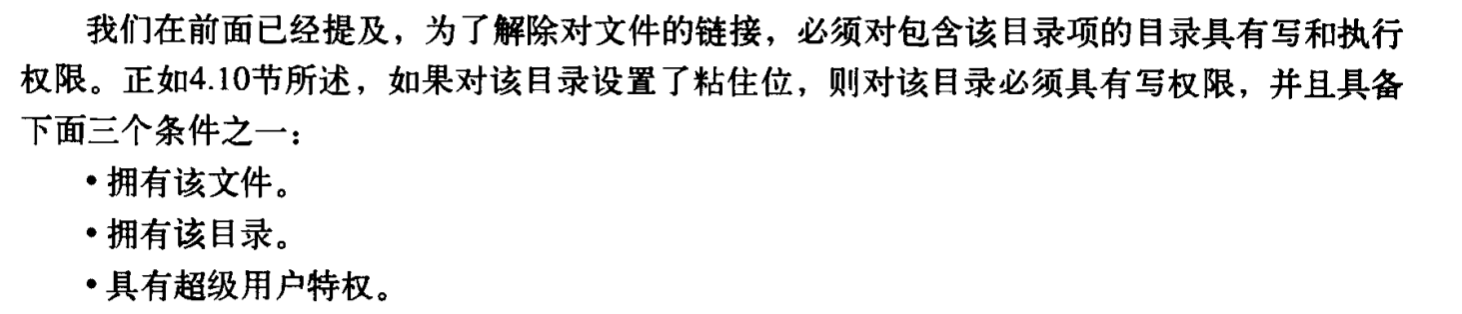 我们在前面已经提及，为了解除对文件的链接，必须对包含该目录项的目录具有写和执行
权限。正如4.10节所述，如果对该目录设置了粘住位，则对该目录必须具有写权限，并且具备
下面三个条件之一：
• 拥有该文件。
• 拥有该目录。
• 具有超级用户特权。